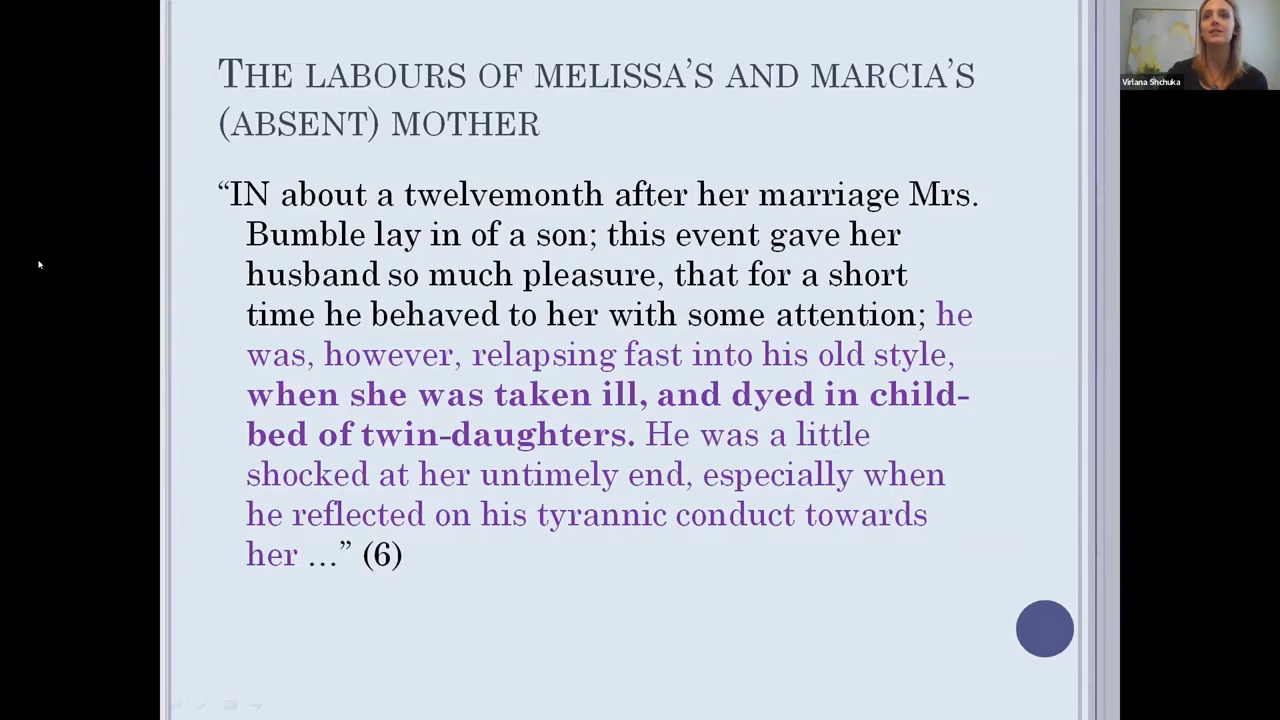 THE LABOURS OF MELISSA'S AND MARCIA'S
(ABSENT) MOTHER
“IN about a twelvemonth after her marriage Mrs.
Bumble lay in of a son; this event gave her
husband so much pleasure, that for a short
time he behaved to her with some attention; he
was, however, relapsing fast into his old style,
when she was taken ill, and dyed in child-
bed of twin-daughters. He was a little
shocked at her untimely end, especially when
he reflected on his tyrannic conduct towards
her …” (6)
Virlana Shchuka